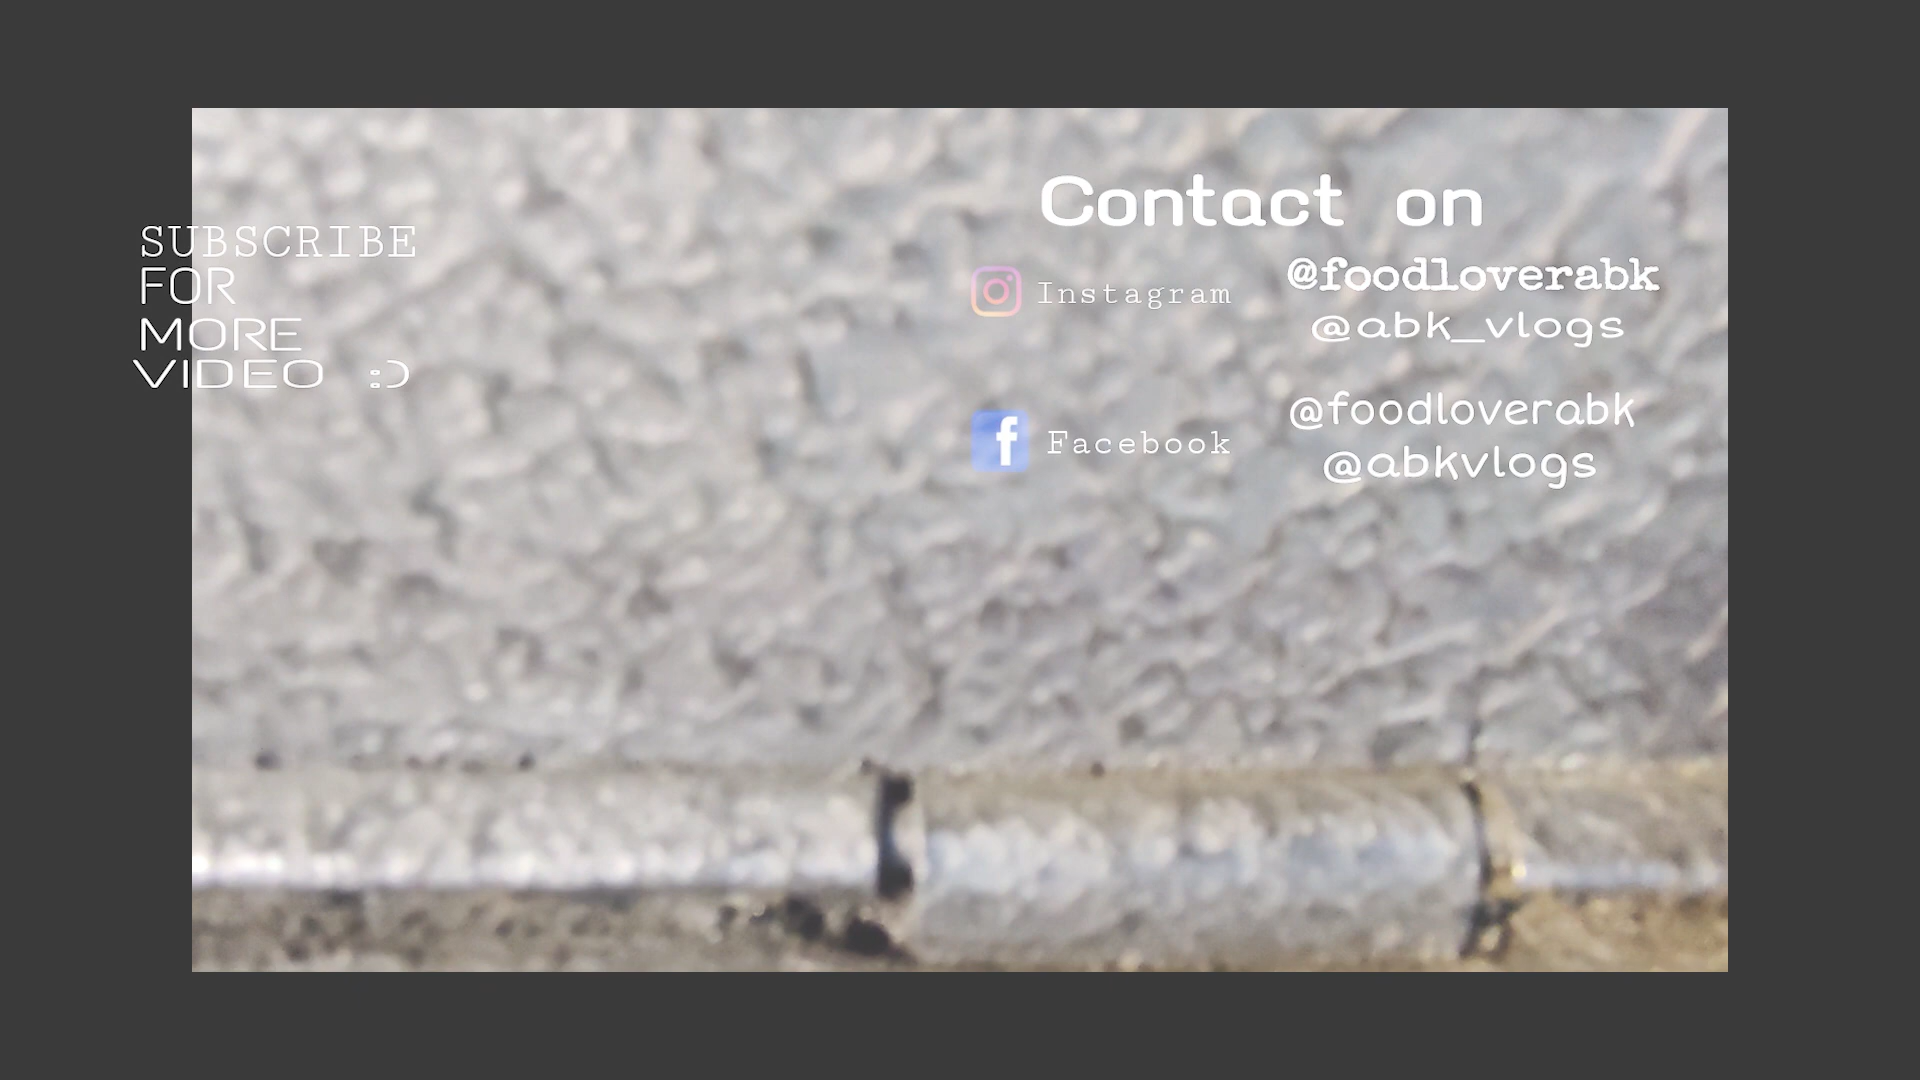 SUBSCRIBE
FOR
MORE
VIDEO :)
Contact on
Instagram
@foodloverabk
@abk_vlogs
Facebook
@foodloverabk
@abkvlogs